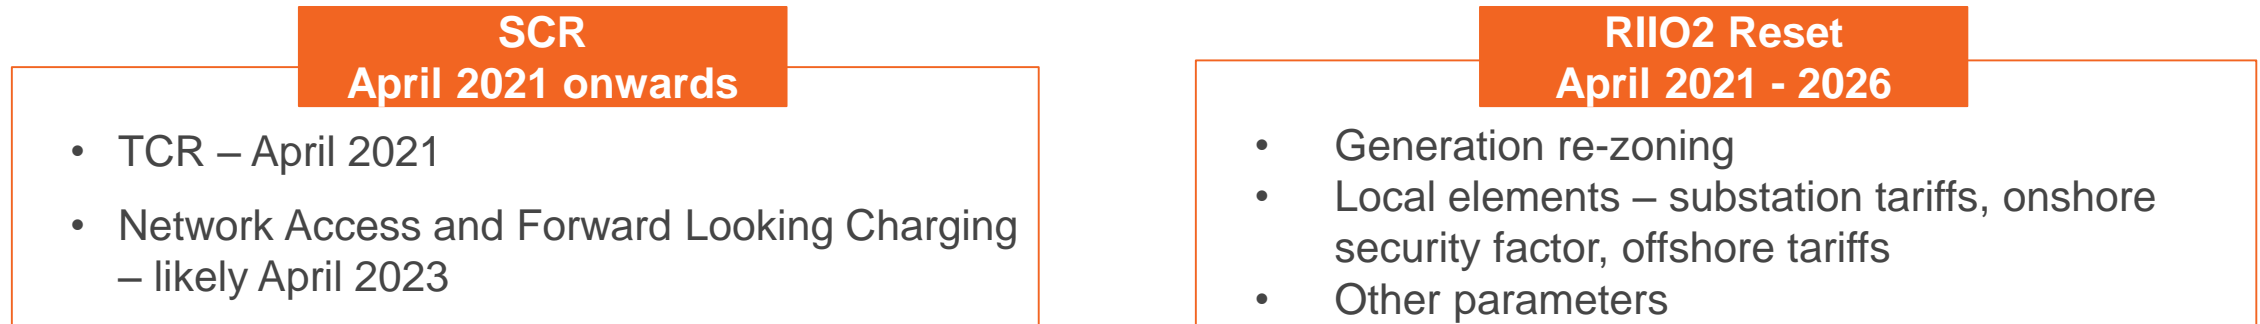 SCR
April 2021 onwards
• TCR – April 2021
• Network Access and Forward Looking Charging
– likely April 2023
RIIO2 Reset
April 2021 - 2026
• Generation re-zoning
• Local elements – substation tariffs, onshore
security factor, offshore tariffs
• Other parameters